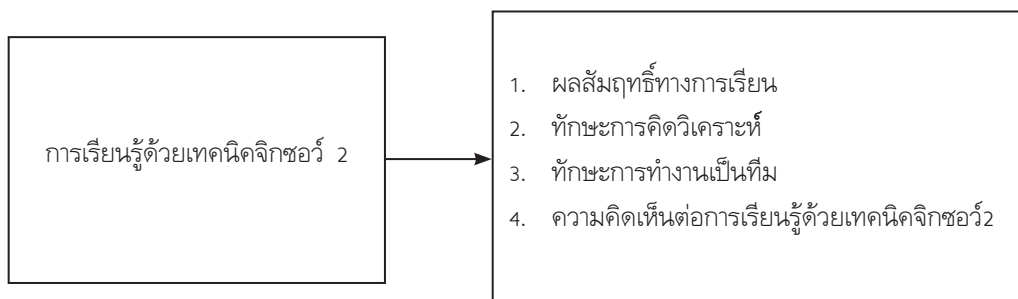 การเรียนรู้ด้วยเทคนิคจิกซอว์ 2
1. ผลสัมฤทธิ์ทางการเรียน
2. ทักษะการคิดวิเคราะห์
3. ทักษะการทำงานเป็นทีม
4. ความคิดเห็นต่อการเรียนรู้ด้วยเทคนิคจิกซอว์2